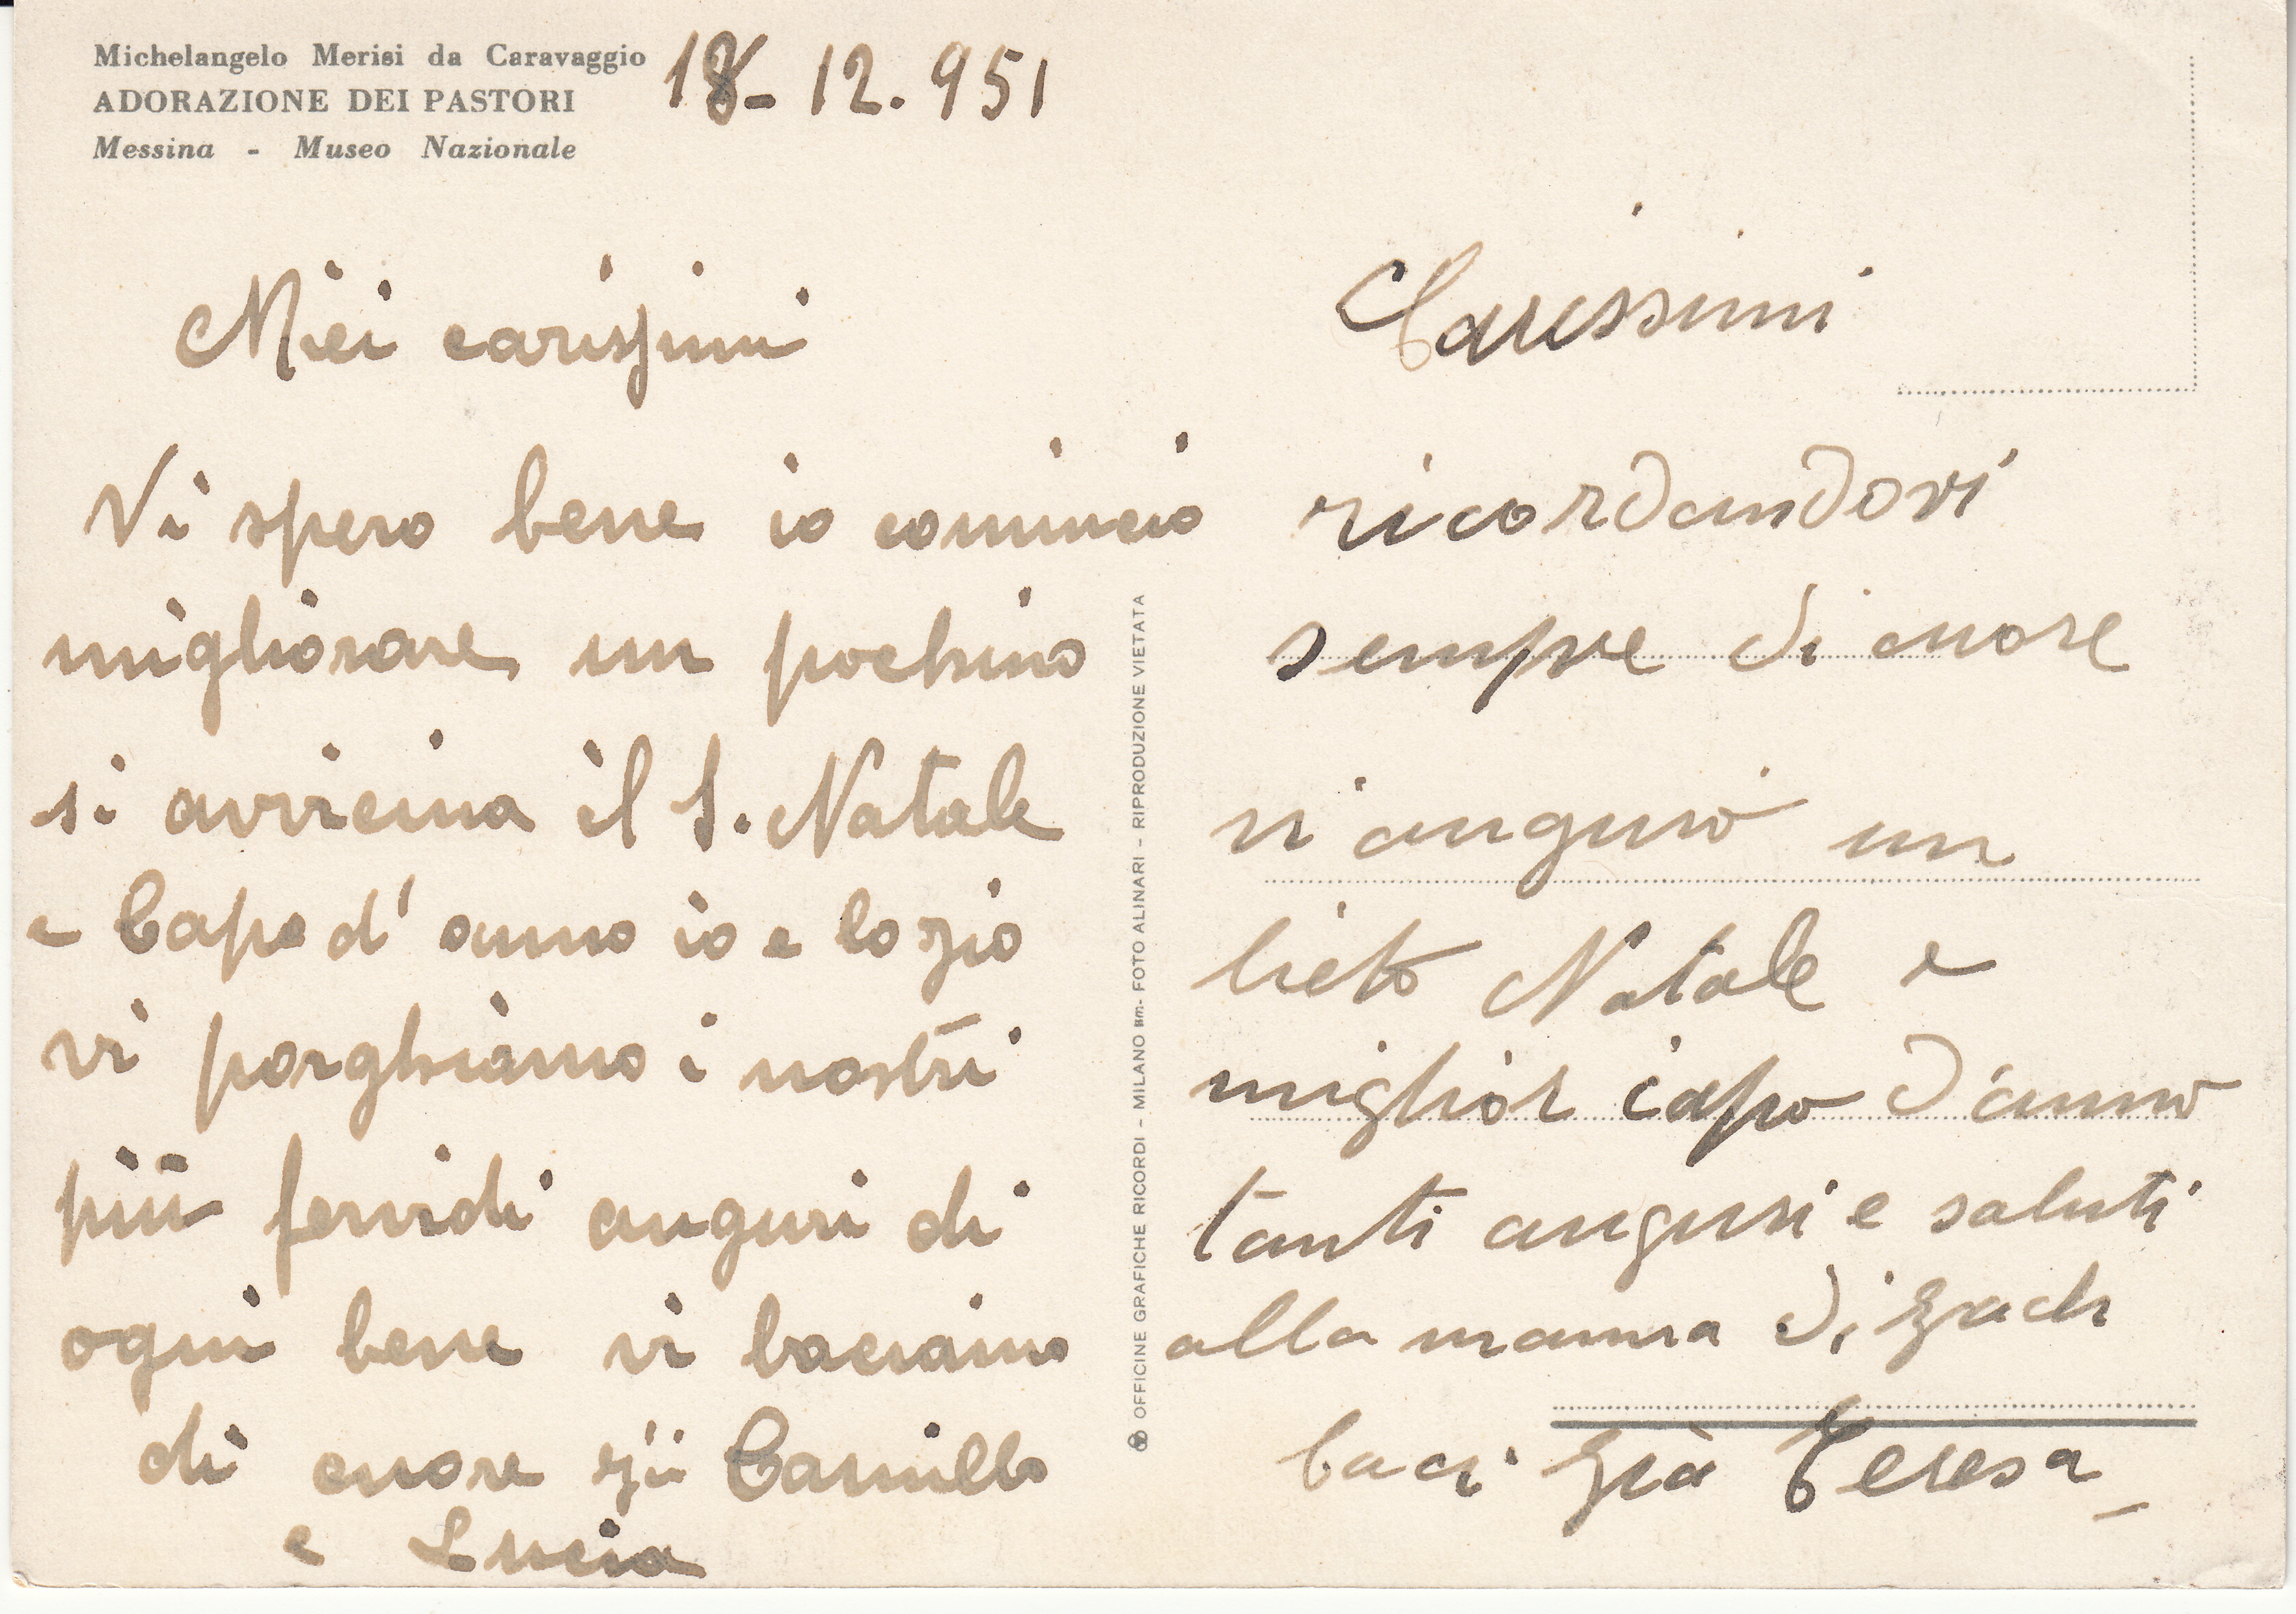 Michelangelo Merisi da Caravaggio
ADORAZIONE DEI PASTORI
Messina - Museo Nazionale
18-12.951
Miei carissimi
Vi spero bene io comincio
migliorare un pochino
si avvicina il S. Natale
e Capo d'anno io e lo zio
vi porghiamo i nostri
più fervidi auguri di
ogni bene vi baciamo
di cuore zii Camillo
e Lucia
OFFICINE GRAFICHE RICORDI - MILANO Bm - FOTO ALINARI - RIPRODUZIONE VIETATA
Carissimi
ricordandovi
sempre di cuore
vi auguro un
lieto Natale e
miglior capo d'anno
tanti auguri e saluti
alla mamma di
baci zia Teresa